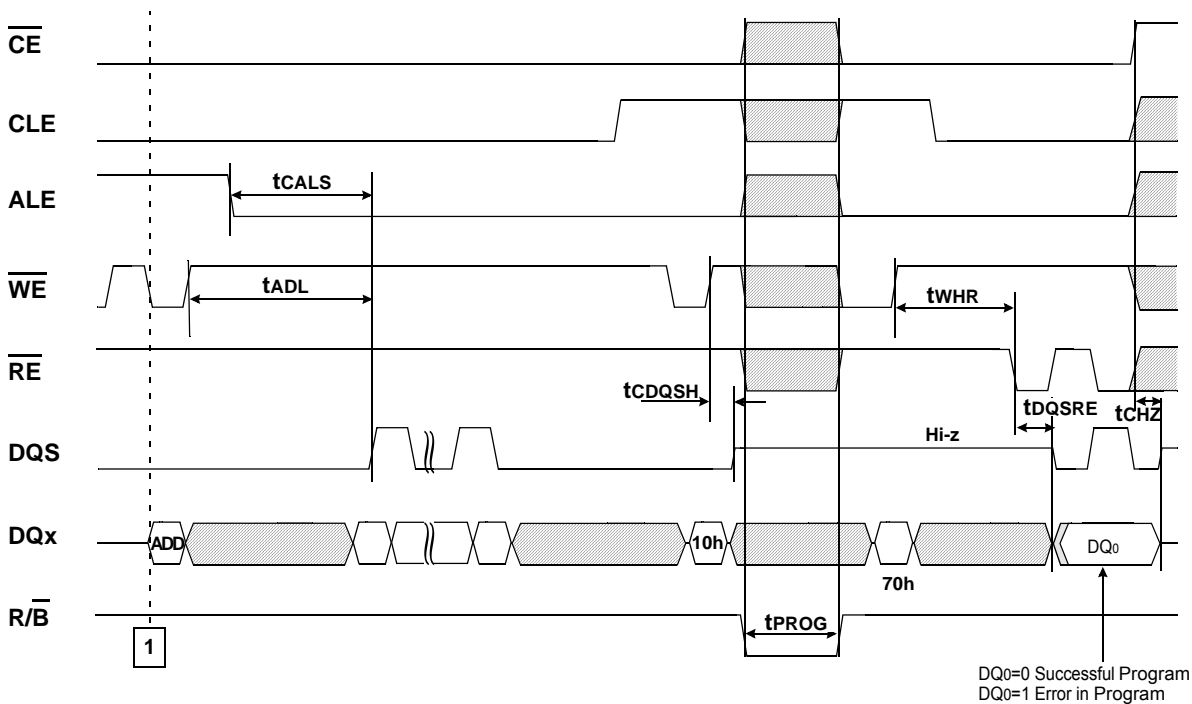 CE
CLE
ALE
tCALS
WE
tADL
tWHR
RE
tCDQSH
tDQSRE
tCHZ
DQS
Hi-z
DQx
ADD
10h
70h
DQ0
R/B
tPROG
1
DQ0=0 Successful Program
DQ0=1 Error in Program